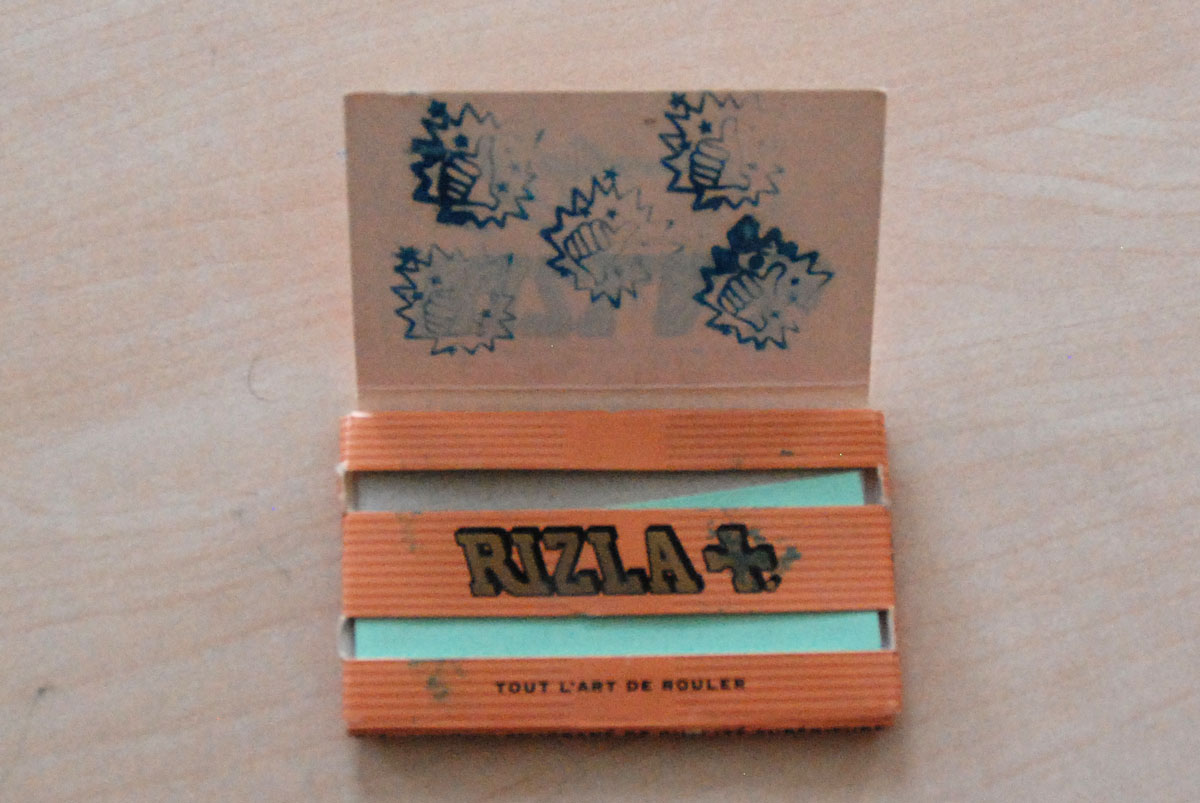 RIZLA +.
TOUT L'ART DE ROULER